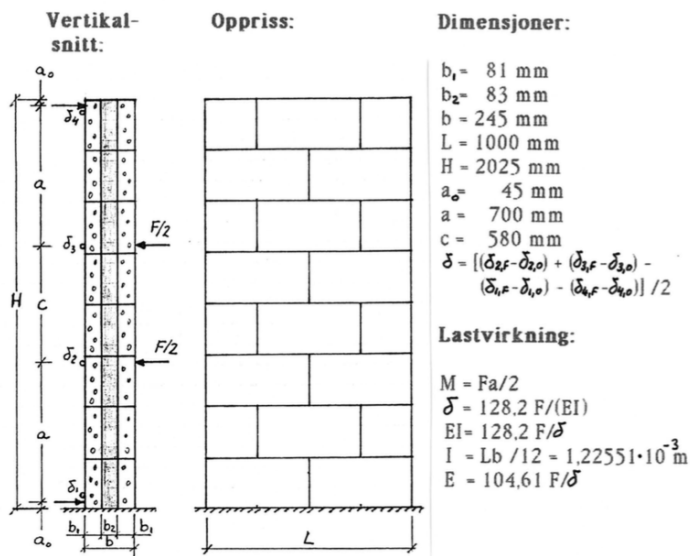 Vertikal-
snitt:
Oppriss:
Dimensjoner:
a₀
δ₄
a
F/2
δ₃
H
c
F/2
δ₂
a
δ₁
a₀
b₁
b₂
b₁
b
L
b₁= 81 mm
b₂= 83 mm
b = 245 mm
L = 1000 mm
H = 2025 mm
a₀= 45 mm
a = 700 mm
c = 580 mm
δ = [(δ₂,F-δ₂,0) + (δ₃,F-δ₃,0) -
(δ₁,F-δ₁,0) - (δ₄,F-δ₄,0)] /2
Lastvirkning:
M = Fa/2
δ = 128,2 F/(EI)
EI= 128,2 F/δ
I = Lb /12 = 1,22551·10⁻³m
E = 104,61 F/δ